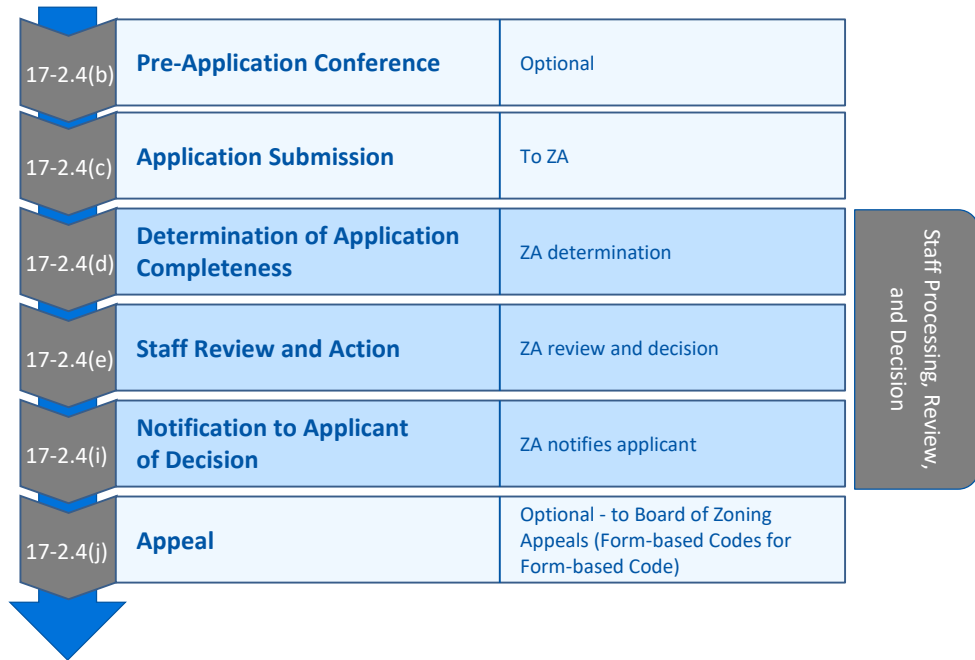 17-2.4(b)
Pre-Application Conference
Optional
17-2.4(c)
Application Submission
To ZA
17-2.4(d)
Determination of Application
Completeness
ZA determination
17-2.4(e)
Staff Review and Action
ZA review and decision
17-2.4(i)
Notification to Applicant
of Decision
ZA notifies applicant
17-2.4(j)
Appeal
Optional - to Board of Zoning
Appeals (Form-based Codes for
Form-based Code)
Staff Processing, Review,
and Decision